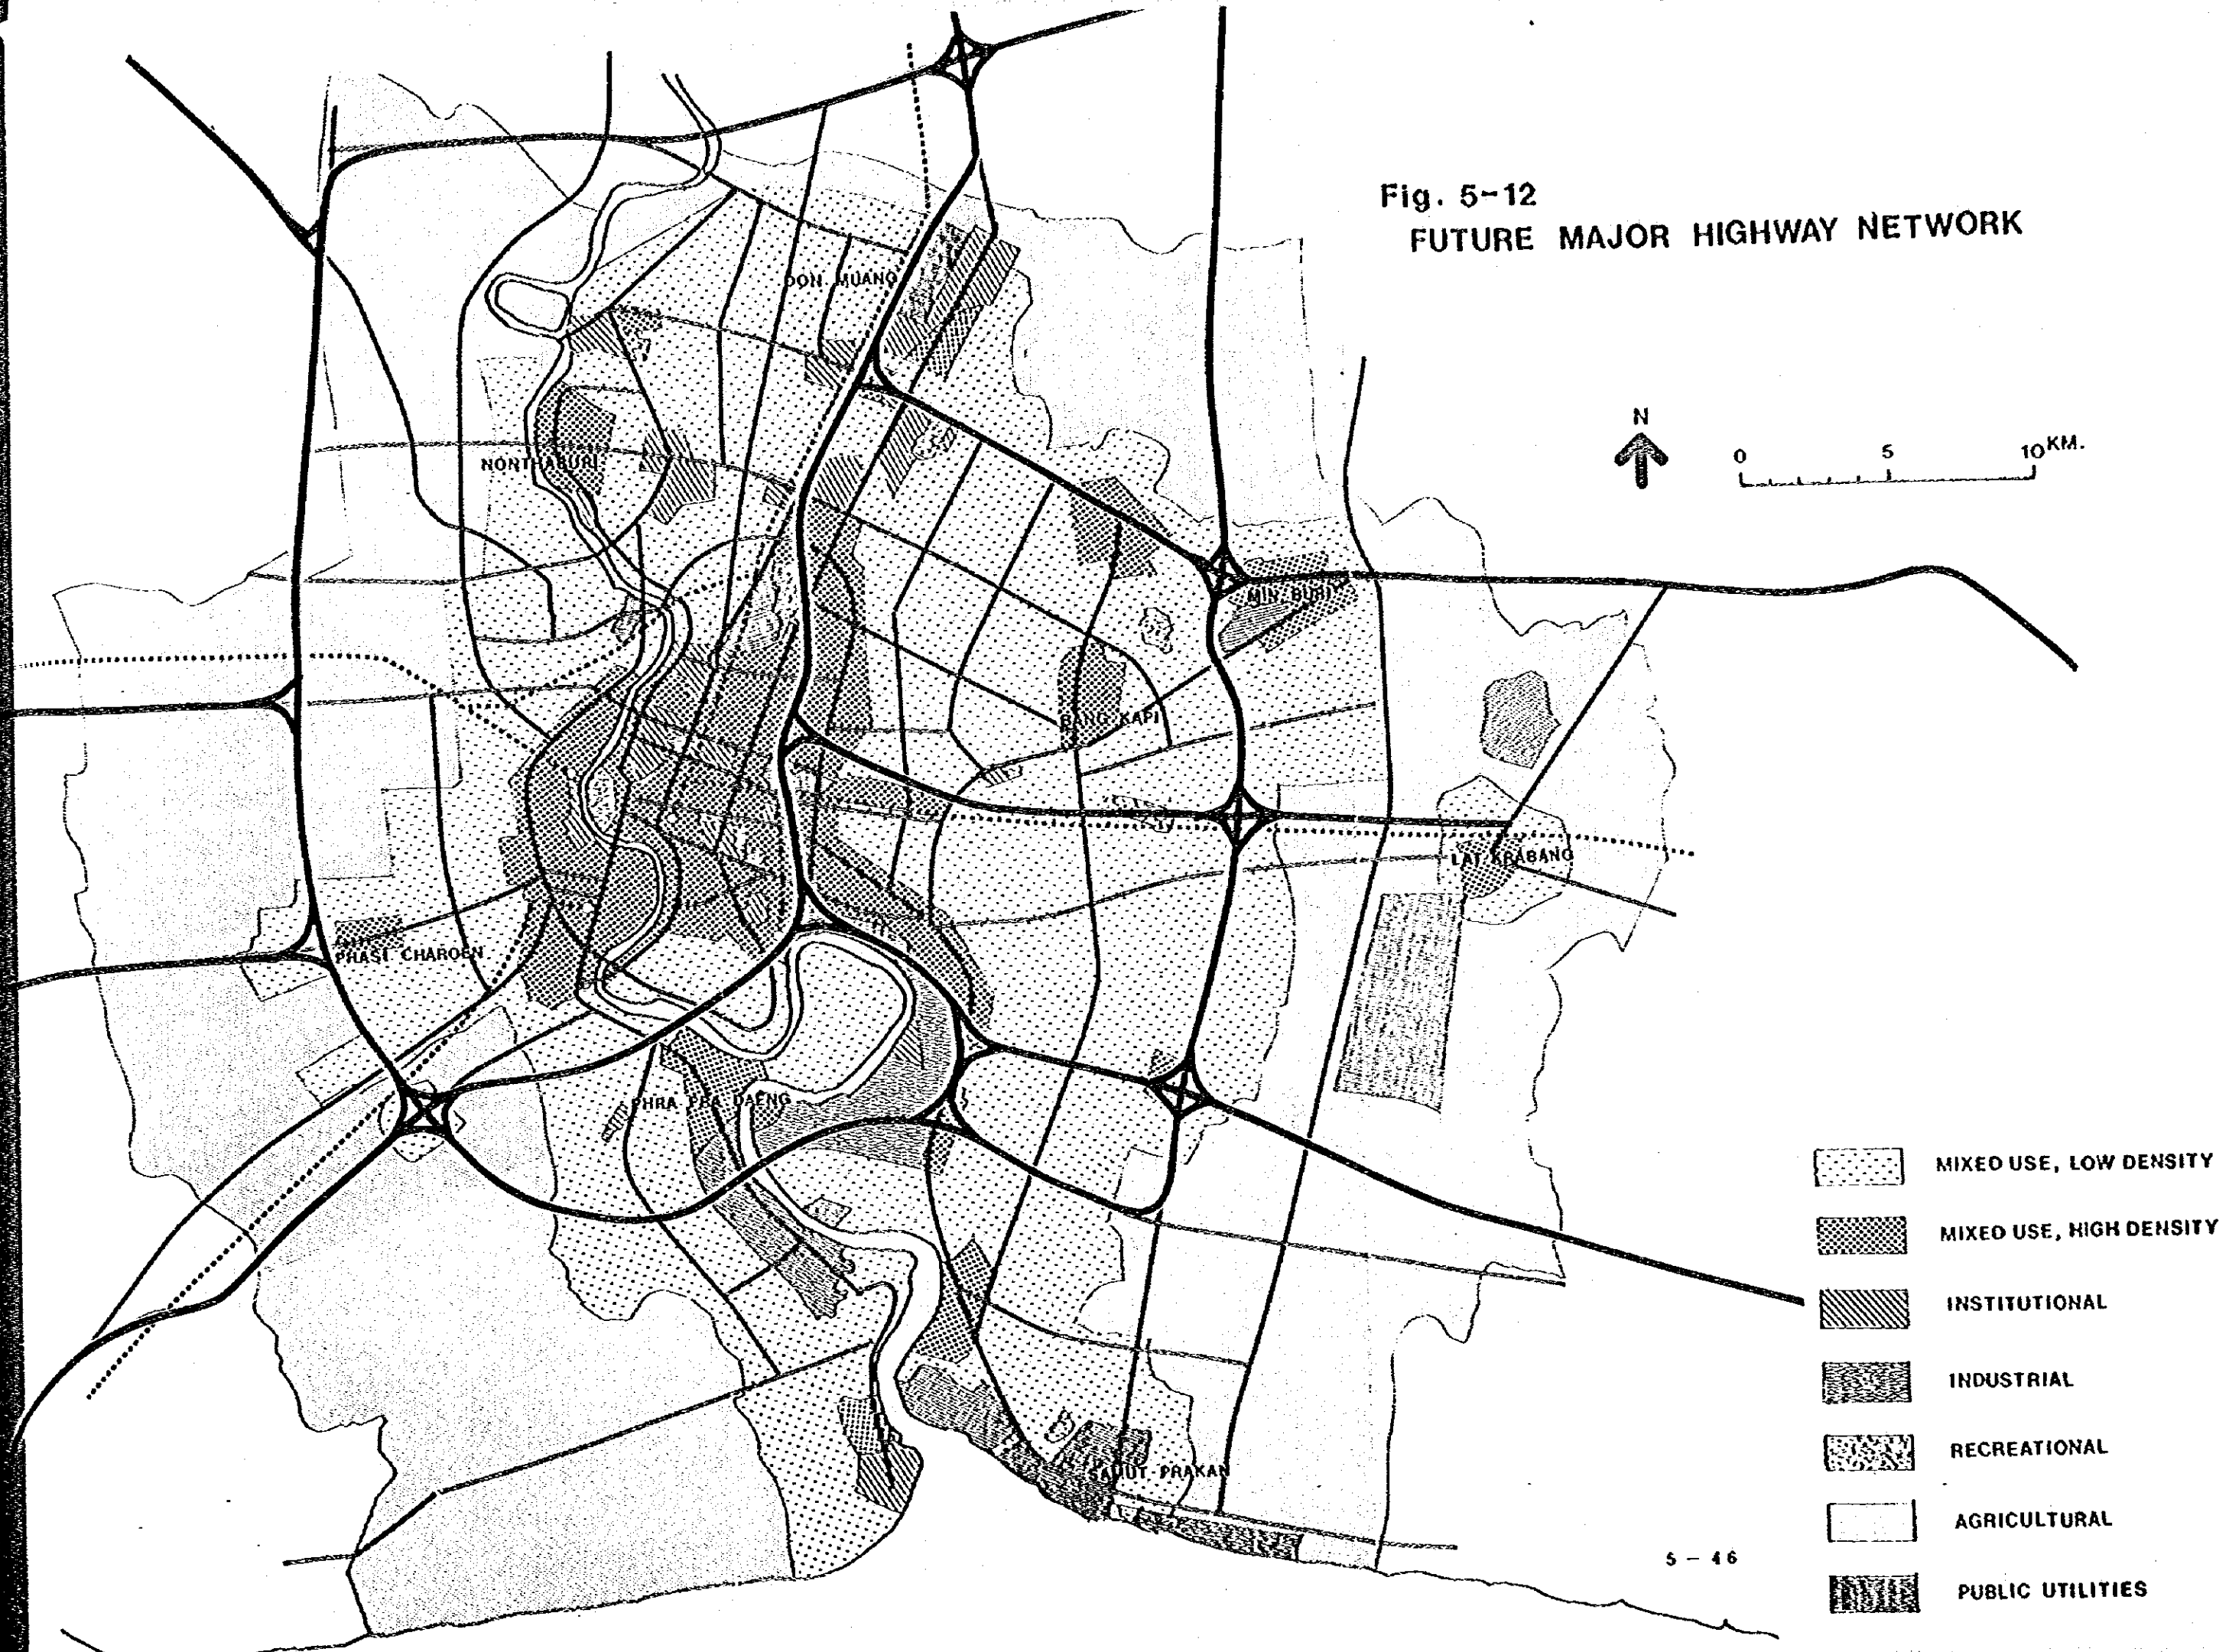 Fig. 5-12
FUTURE MAJOR HIGHWAY NETWORK
N
0 5 10 KM.
DON MUANG
NONTHABURI
MIN BURI
BANG KAPI
LAT KRABANG
PHASI CHAROEN
PHRA PRA DAENG
SAMUT PRAKAN
MIXED USE, LOW DENSITY
MIXED USE, HIGH DENSITY
INSTITUTIONAL
INDUSTRIAL
RECREATIONAL
AGRICULTURAL
PUBLIC UTILITIES
5 - 46